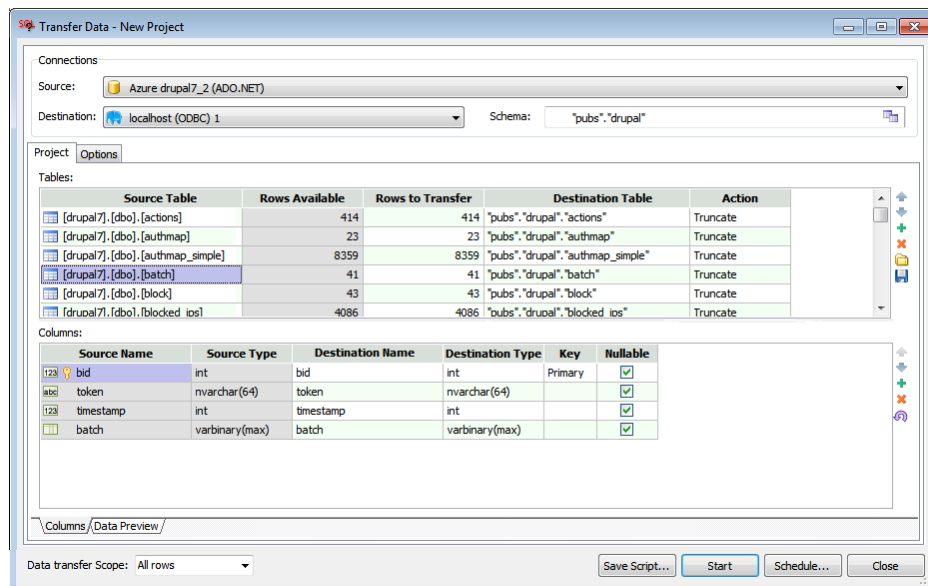 SQL Transfer Data - New Project
Connections
Source: Azure drupal7_2 (ADO.NET)
Destination: localhost (ODBC) 1 Schema: "pubs"."drupal"
Project Options
Tables:
Source Table Rows Available Rows to Transfer Destination Table Action
[drupal7].[dbo].[actions] 414 414 "pubs"."drupal"."actions" Truncate
[drupal7].[dbo].[authmap] 23 23 "pubs"."drupal"."authmap" Truncate
[drupal7].[dbo].[authmap_simple] 8359 8359 "pubs"."drupal"."authmap_simple" Truncate
[drupal7].[dbo].[batch] 41 41 "pubs"."drupal"."batch" Truncate
[drupal7].[dbo].[block] 43 43 "pubs"."drupal"."block" Truncate
[drupal7].[dbo].[blocked_ips] 4086 4086 "pubs"."drupal"."blocked_ips" Truncate
Columns:
Source Name Source Type Destination Name Destination Type Key Nullable
123 bid int bid int Primary
abc token nvarchar(64) token nvarchar(64)
123 timestamp int timestamp int
batch varbinary(max) batch varbinary(max)
Columns Data Preview
Data transfer Scope: All rows Save Script... Start Schedule... Close